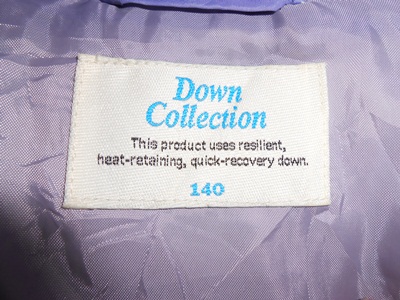 Down
Collection
This product uses resilient,
heat-retaining, quick-recovery down.
140